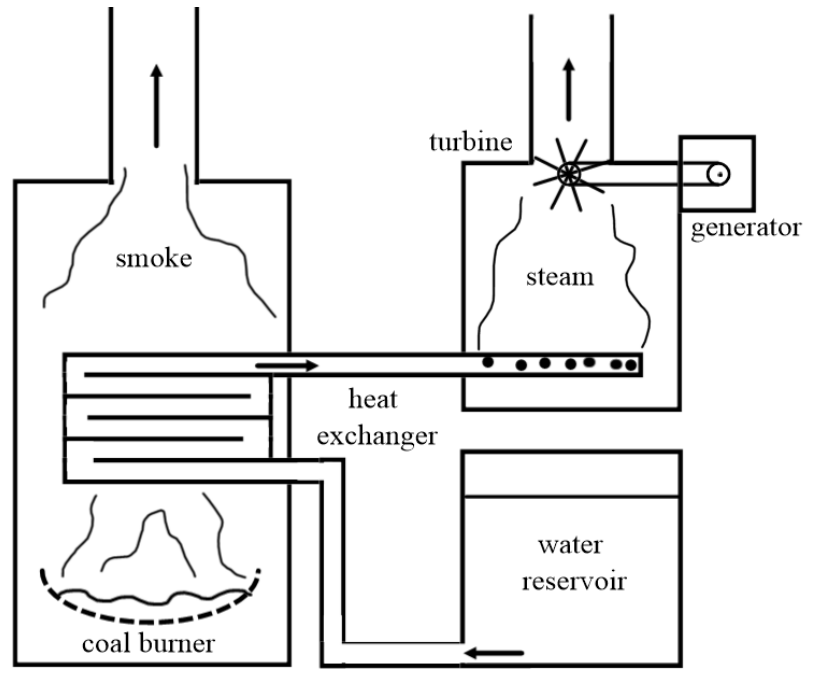 turbine
generator
smoke
steam
heat
exchanger
water
reservoir
coal burner